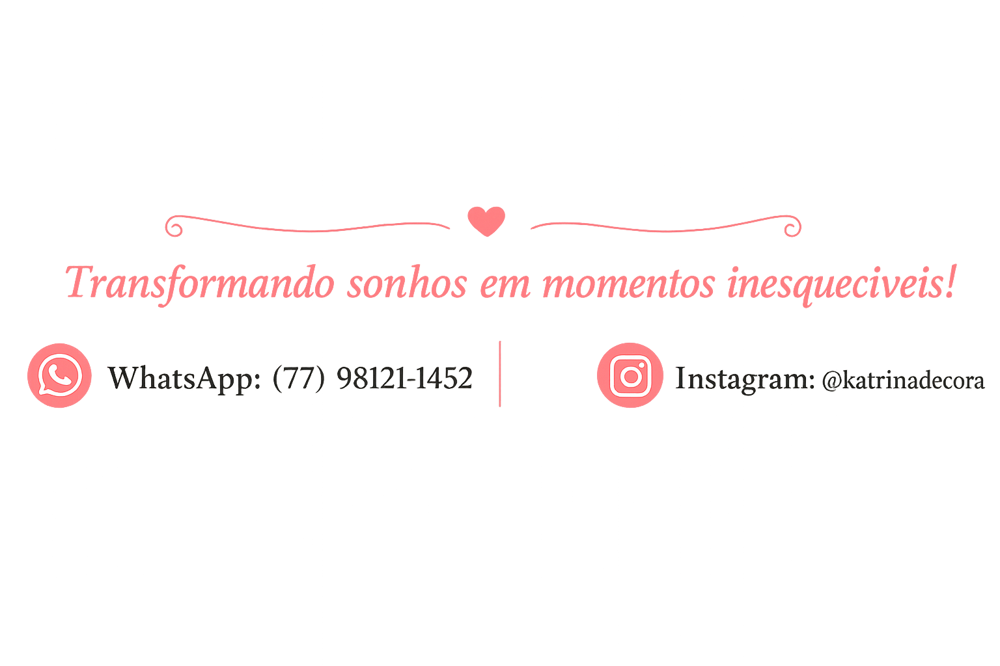 Transformando sonhos em momentos inesqueciveis!
WhatsApp: (77) 98121-1452
Instagram: @katrinadecora